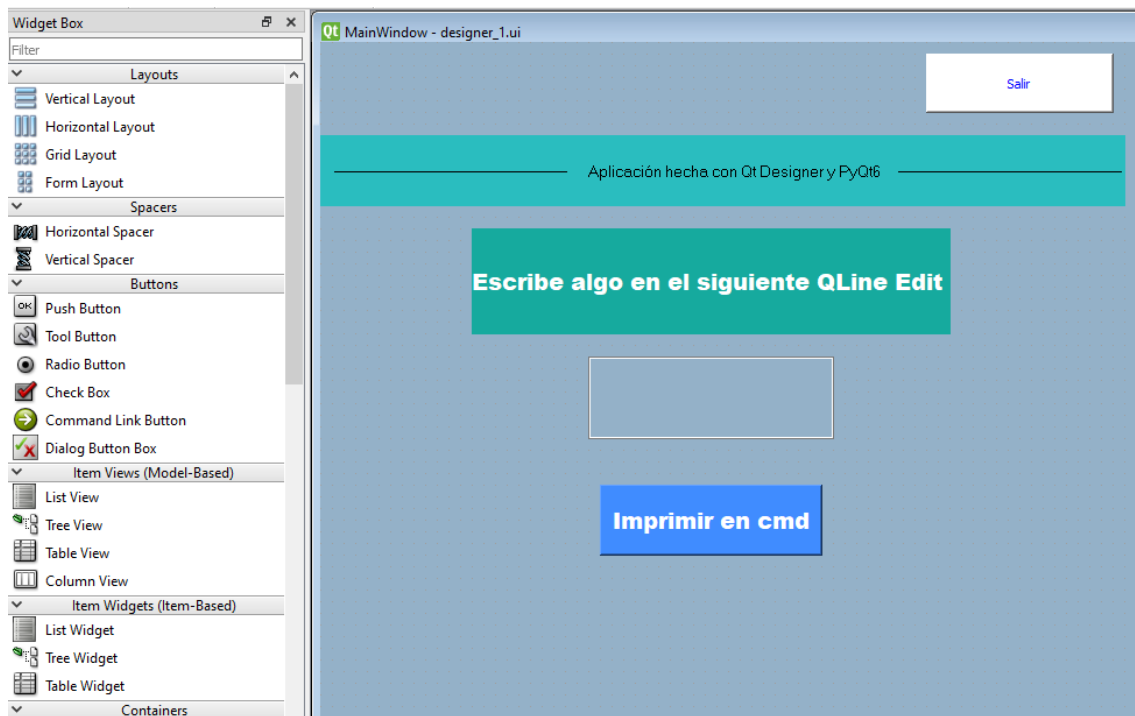 Widget Box
Filter
Layouts
Vertical Layout
Horizontal Layout
Grid Layout
Form Layout
Spacers
Horizontal Spacer
Vertical Spacer
Buttons
OK
Push Button
Tool Button
Radio Button
Check Box
Command Link Button
Dialog Button Box
Item Views (Model-Based)
List View
Tree View
Table View
Column View
Item Widgets (Item-Based)
List Widget
Tree Widget
Table Widget
Containers
Qt MainWindow - designer_1.ui
Salir
Aplicación hecha con Qt Designer y PyQt6
Escribe algo en el siguiente QLine Edit
Imprimir en cmd